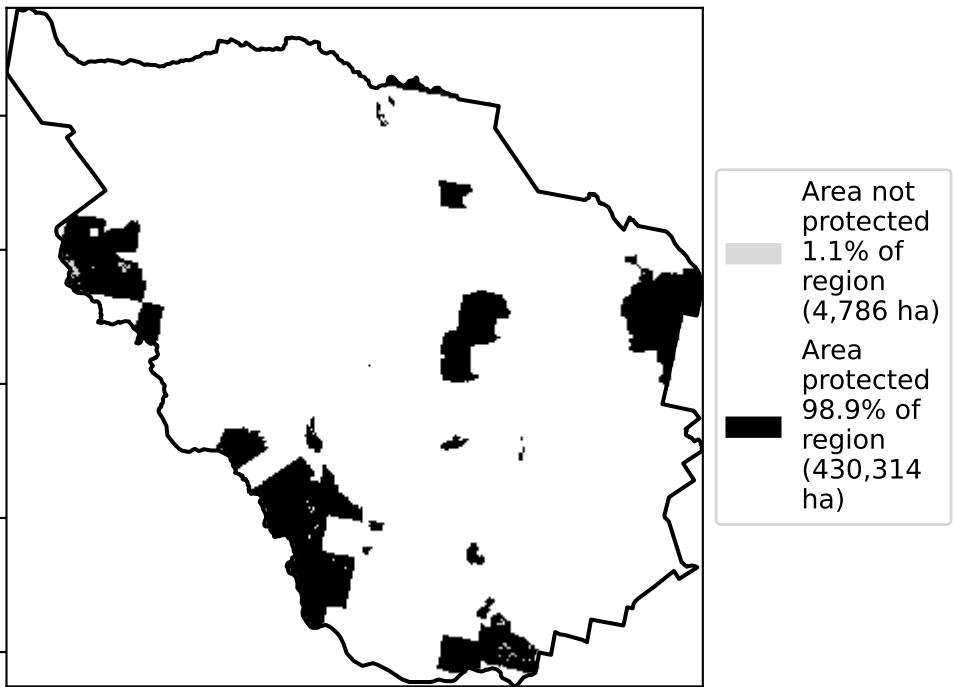 Area not
protected
1.1% of
region
(4,786 ha)
Area
protected
98.9% of
region
(430,314
ha)